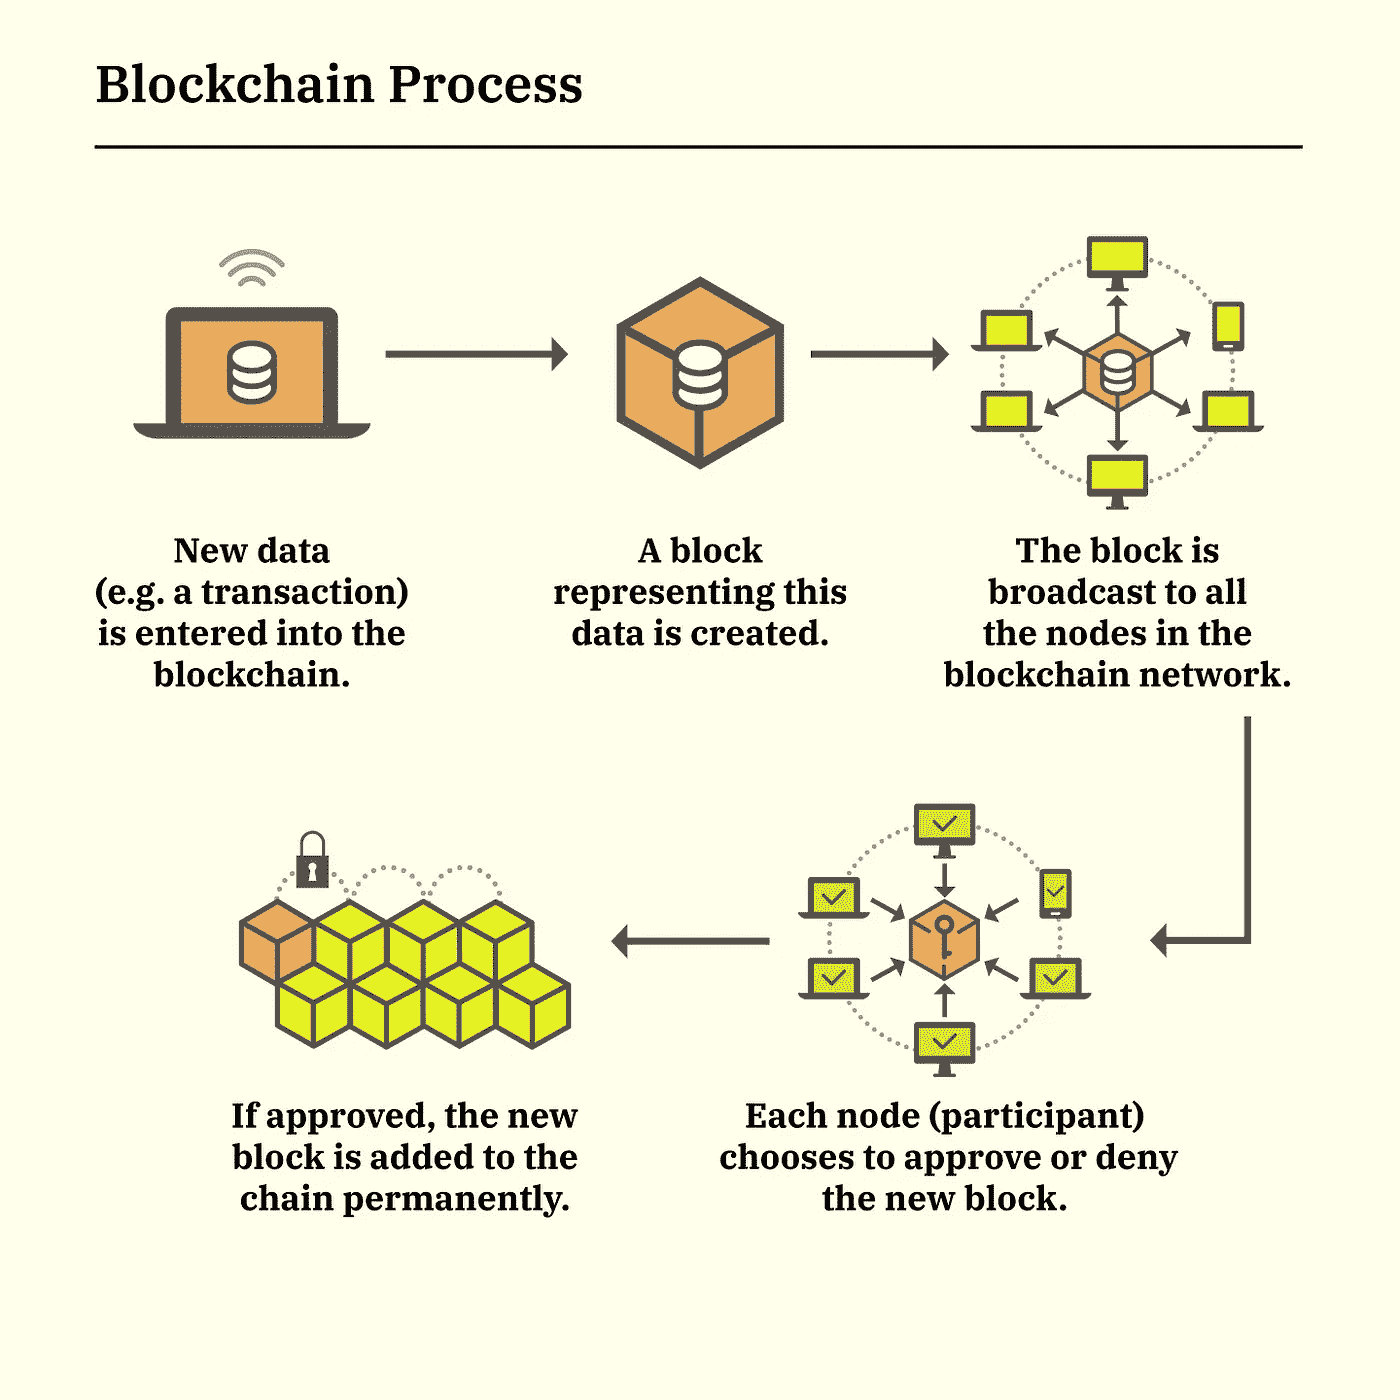 Blockchain Process
New data
(e.g. a transaction)
is entered into the
blockchain.
A block
representing this
data is created.
The block is
broadcast to all
the nodes in the
blockchain network.
Each node (participant)
chooses to approve or deny
the new block.
If approved, the new
block is added to the
chain permanently.